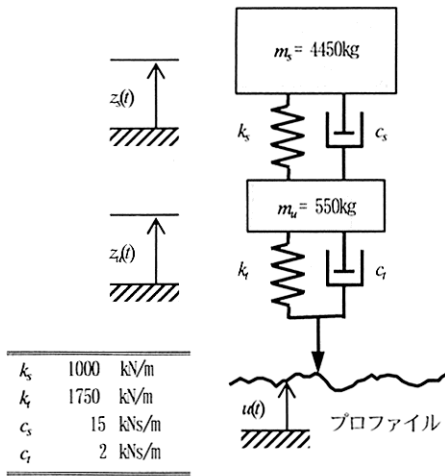 m_s = 4450kg
z_s(t)
k_s
c_s
m_u = 550kg
z_u(t)
k_t
c_t
k_s 1000 kN/m
k_t 1750 kN/m
c_s 15 kNs/m
c_t 2 kNs/m
u(t)
プロファイル